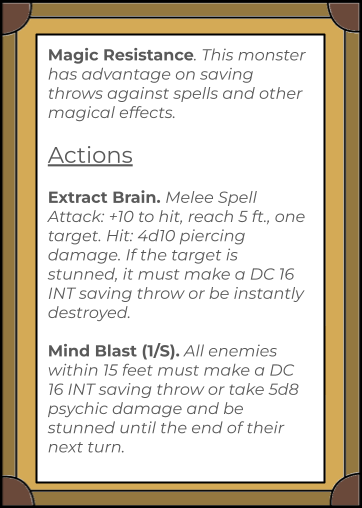 Magic Resistance. This monster
has advantage on saving
throws against spells and other
magical effects.
Actions
Extract Brain. Melee Spell
Attack: +10 to hit, reach 5 ft., one
target. Hit: 4d10 piercing
damage. If the target is
stunned, it must make a DC 16
INT saving throw or be instantly
destroyed.
Mind Blast (1/S). All enemies
within 15 feet must make a DC
16 INT saving throw or take 5d8
psychic damage and be
stunned until the end of their
next turn.